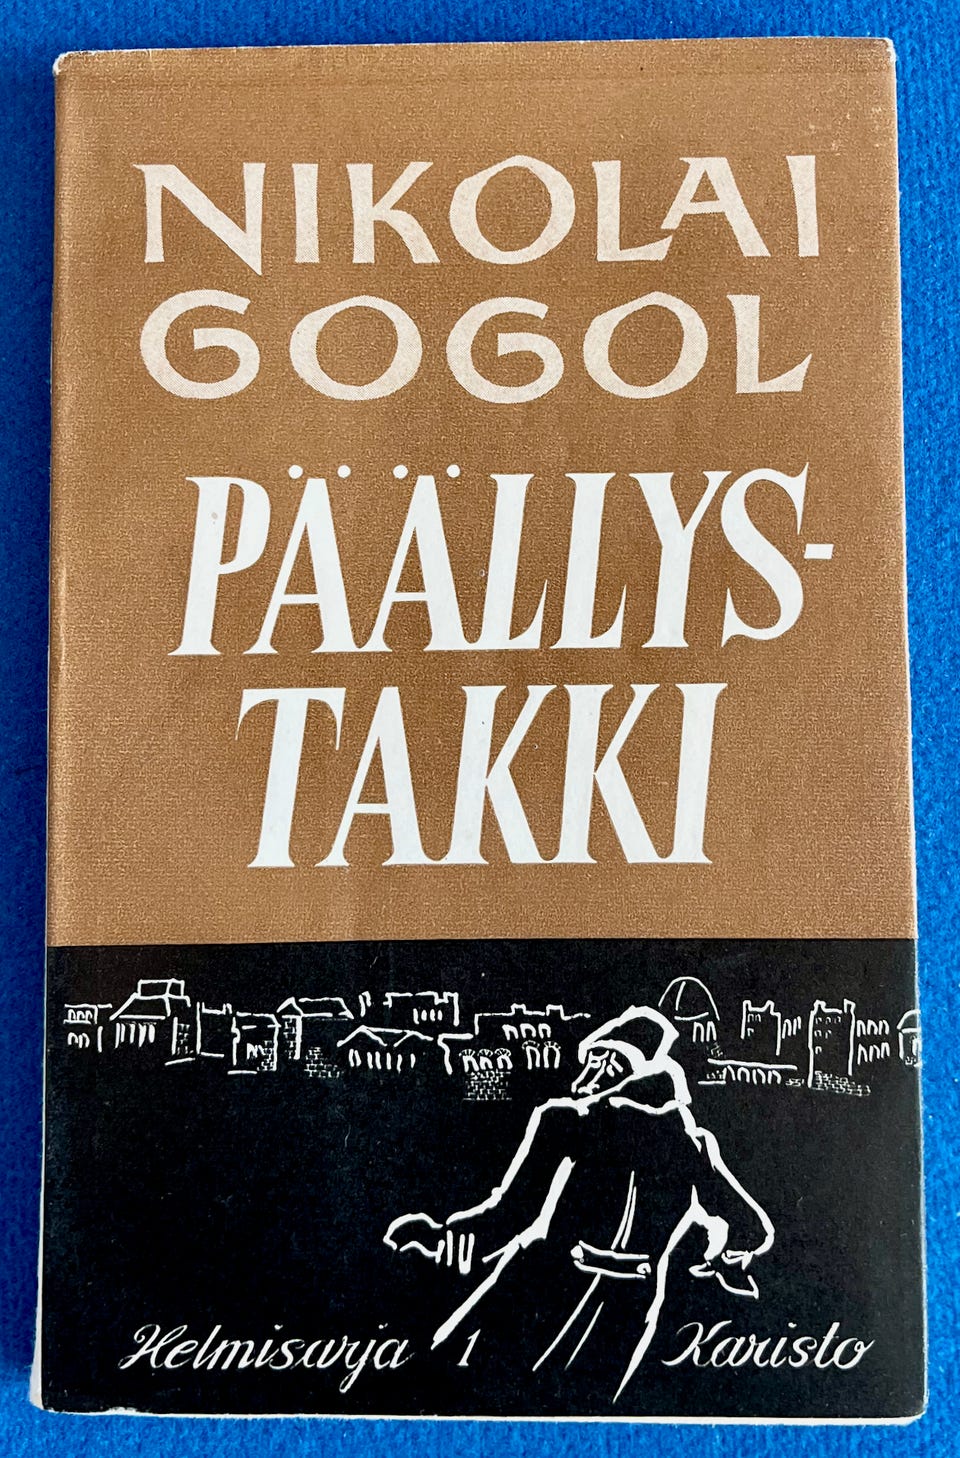 NIKOLAI
GOGOL
PÄÄLLYS-
TAKKI
Helmisarja 1 Karisto